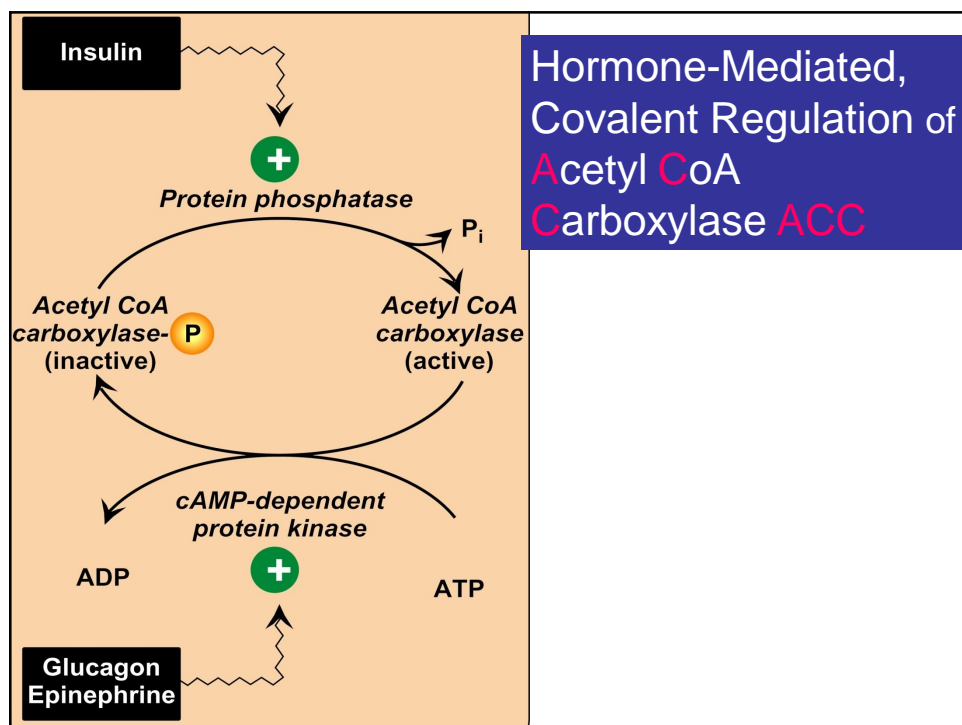 Insulin
Hormone-Mediated,
Covalent Regulation of
Acetyl CoA
Carboxylase ACC
+
Protein phosphatase
Pi
Acetyl CoA
carboxylase- P
(inactive)
Acetyl CoA
carboxylase
(active)
cAMP-dependent
protein kinase
+
ADP
ATP
Glucagon
Epinephrine